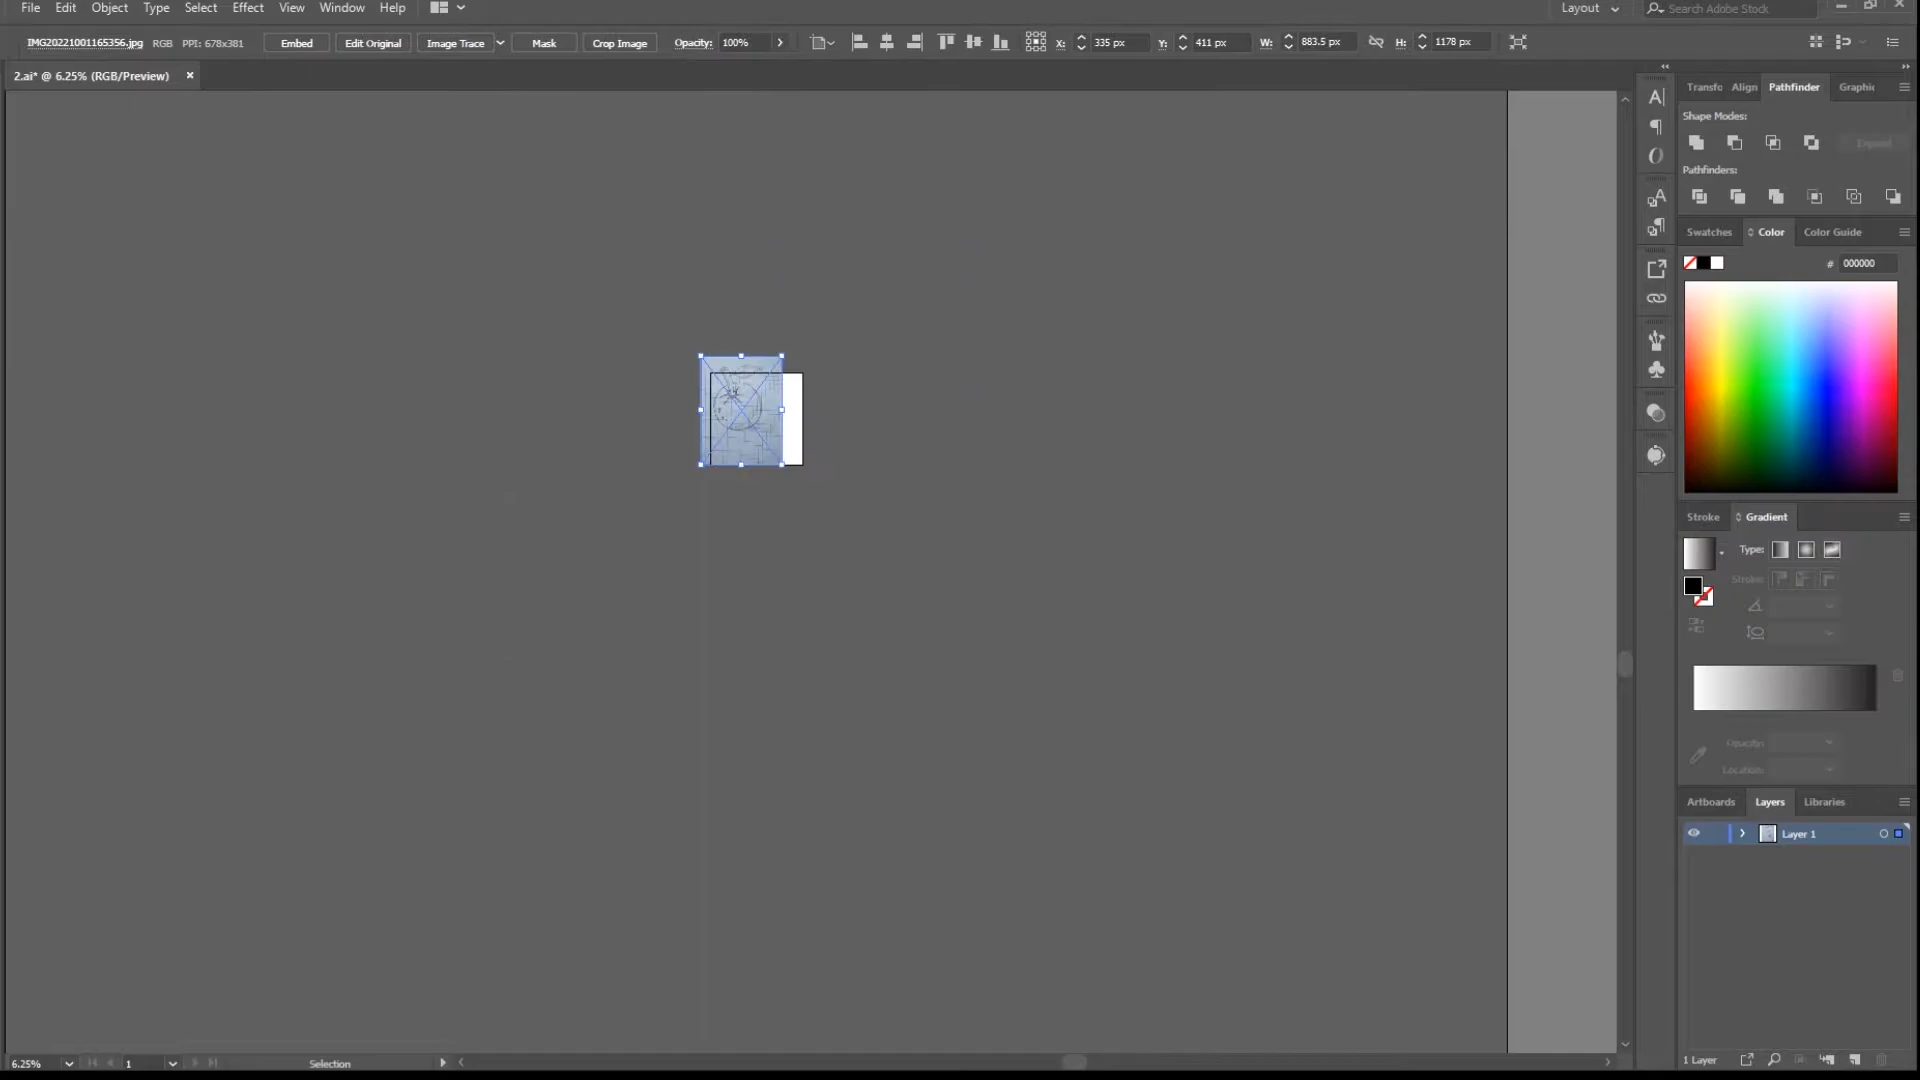 File Edit Object Type Select Effect View Window Help Layout Search Adobe Stock
IMG20221001165356.jpg RGB PPI: 678x381 Embed Edit Original Image Trace Mask Crop Image Opacity: 100% X: 335 px Y: 411 px W: 883.5 px H: 1178 px
2.ai* @ 6.25% (RGB/Preview) ×
Transfo Align Pathfinder Graphic
Shape Modes:
Expand
Pathfinders:
Swatches Color Color Guide
# 000000
Stroke Gradient
Type:
Stroke:
Opacity:
Location:
Artboards Layers Libraries
Layer 1
1 Layer
6.25% 1 Selection